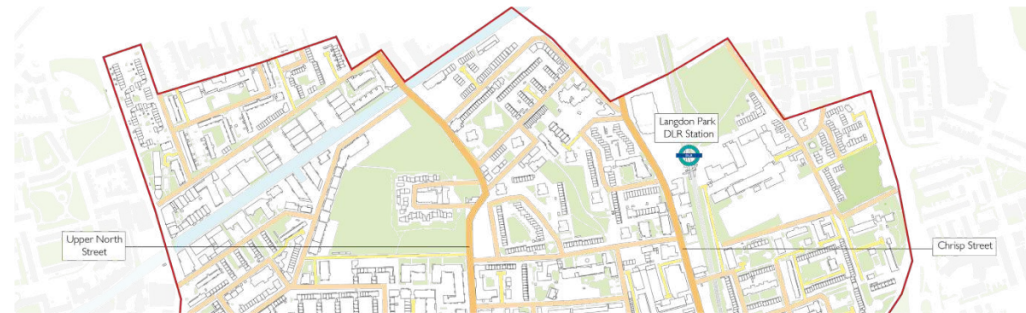 Langdon Park
DLR Station
Upper North
Street
Chrisp Street